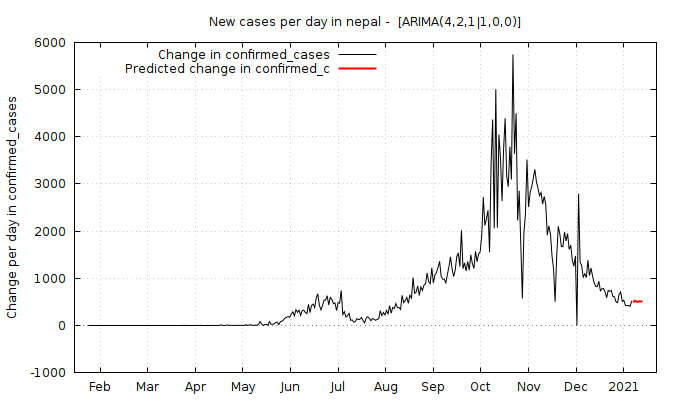 New cases per day in nepal - [ARIMA(4,2,1|1,0,0)]
Change in confirmed_cases
Predicted change in confirmed_c
Change per day in confirmed_cases
6000
5000
4000
3000
2000
1000
0
-1000
Feb Mar Apr May Jun Jul Aug Sep Oct Nov Dec 2021